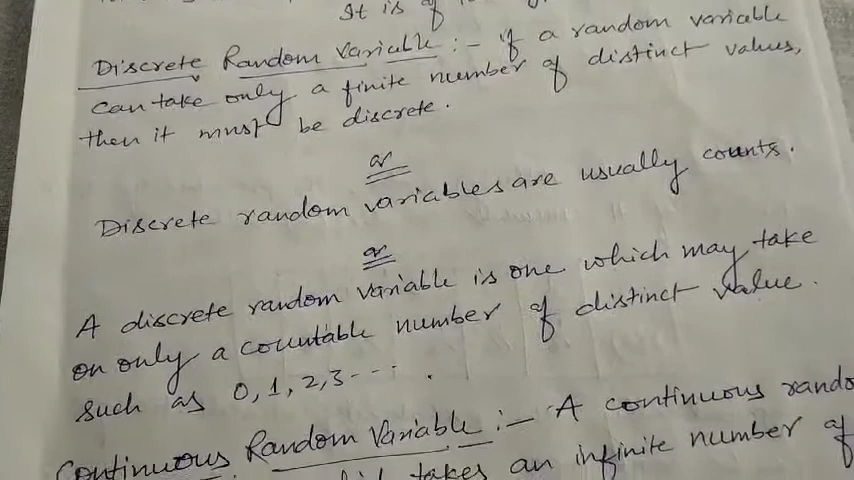 It is of
Discrete Random Variable :- if a random variable
can take only a finite number of distinct values,
then it must be discrete.
or
Discrete random variables are usually counts.
or
A discrete random variable is one which may take
on only a countable number of distinct value.
such as 0, 1, 2, 3 - - - .
Continuous Random Variable :- A continuous rando
takes an infinite number of